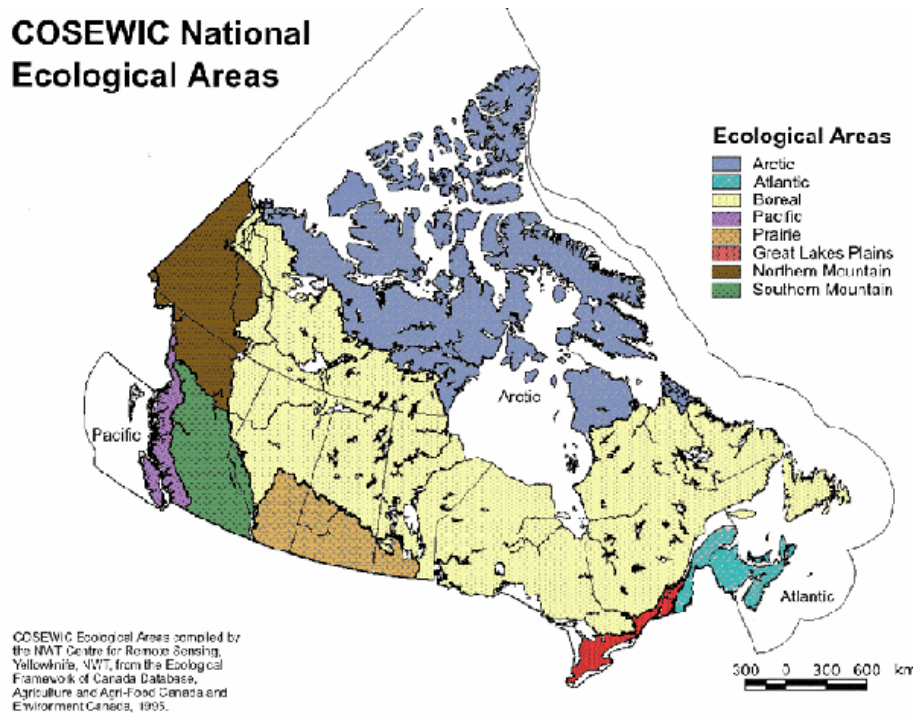 COSEWIC National
Ecological Areas
Ecological Areas
Arctic
Atlantic
Boreal
Pacific
Prairie
Great Lakes Plains
Northern Mountain
Southern Mountain
Arctic
Pacific
Atlantic
COSEWIC Ecological Areas compiled by
the NWT Centre for Remote Sensing,
Yellowknife, NWT, from the Ecological
Framework of Canada Database,
Agriculture and Agri-Food Canada and
Environment Canada, 1995.
300 0 300 600 km